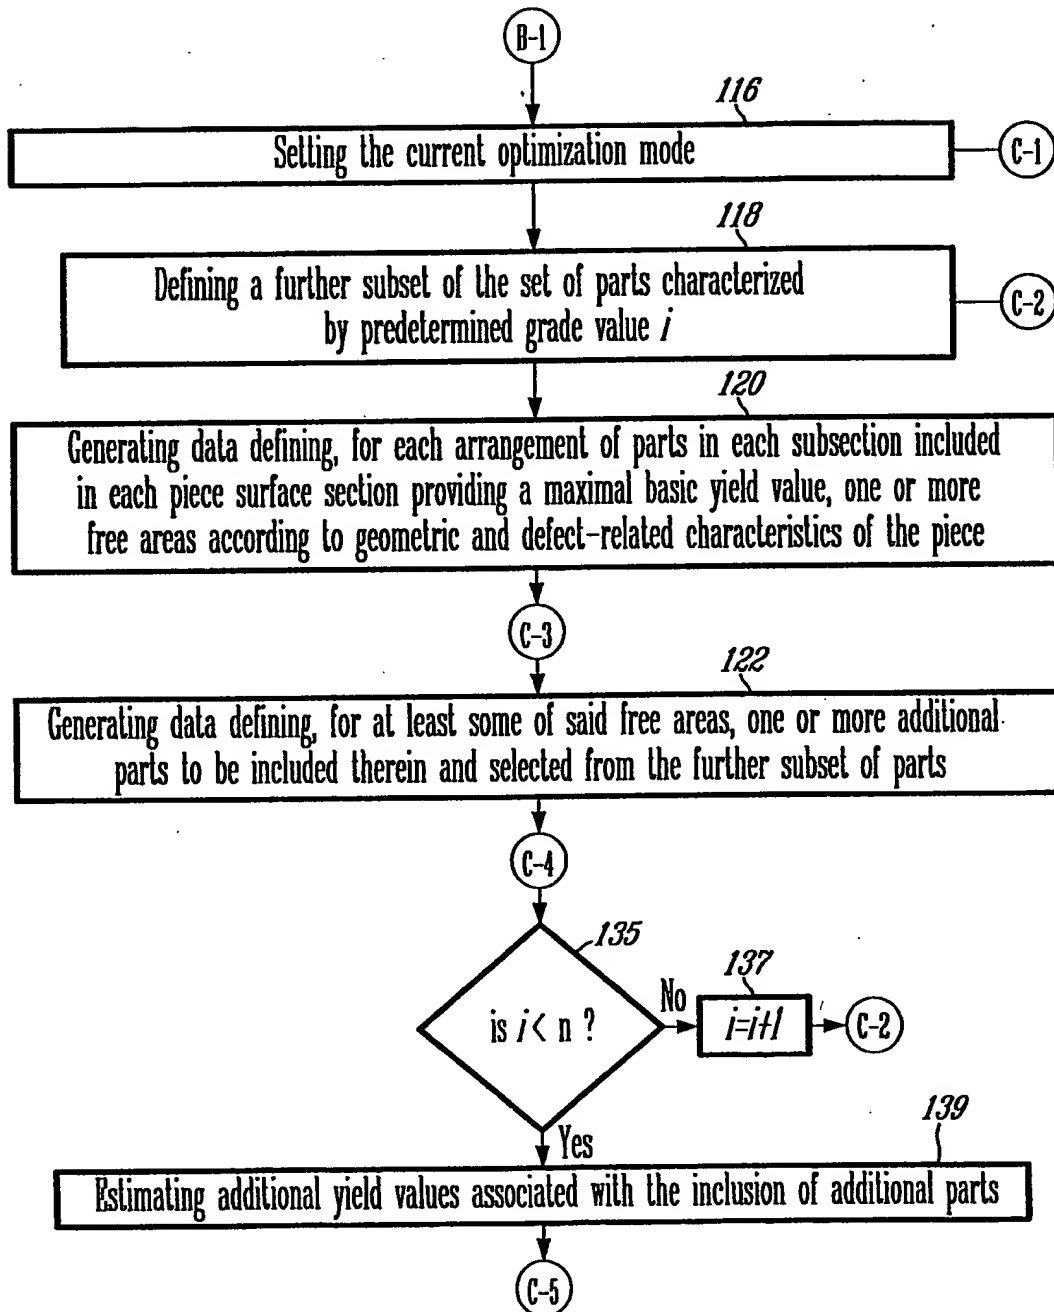 B-1
116
Setting the current optimization mode
C-1
118
Defining a further subset of the set of parts characterized
by predetermined grade value i
C-2
120
Generating data defining, for each arrangement of parts in each subsection included
in each piece surface section providing a maximal basic yield value, one or more
free areas according to geometric and defect-related characteristics of the piece
C-3
122
Generating data defining, for at least some of said free areas, one or more additional
parts to be included therein and selected from the further subset of parts
C-4
135
is i < n ?
No
137
i=i+1
C-2
Yes
139
Estimating additional yield values associated with the inclusion of additional parts
C-5